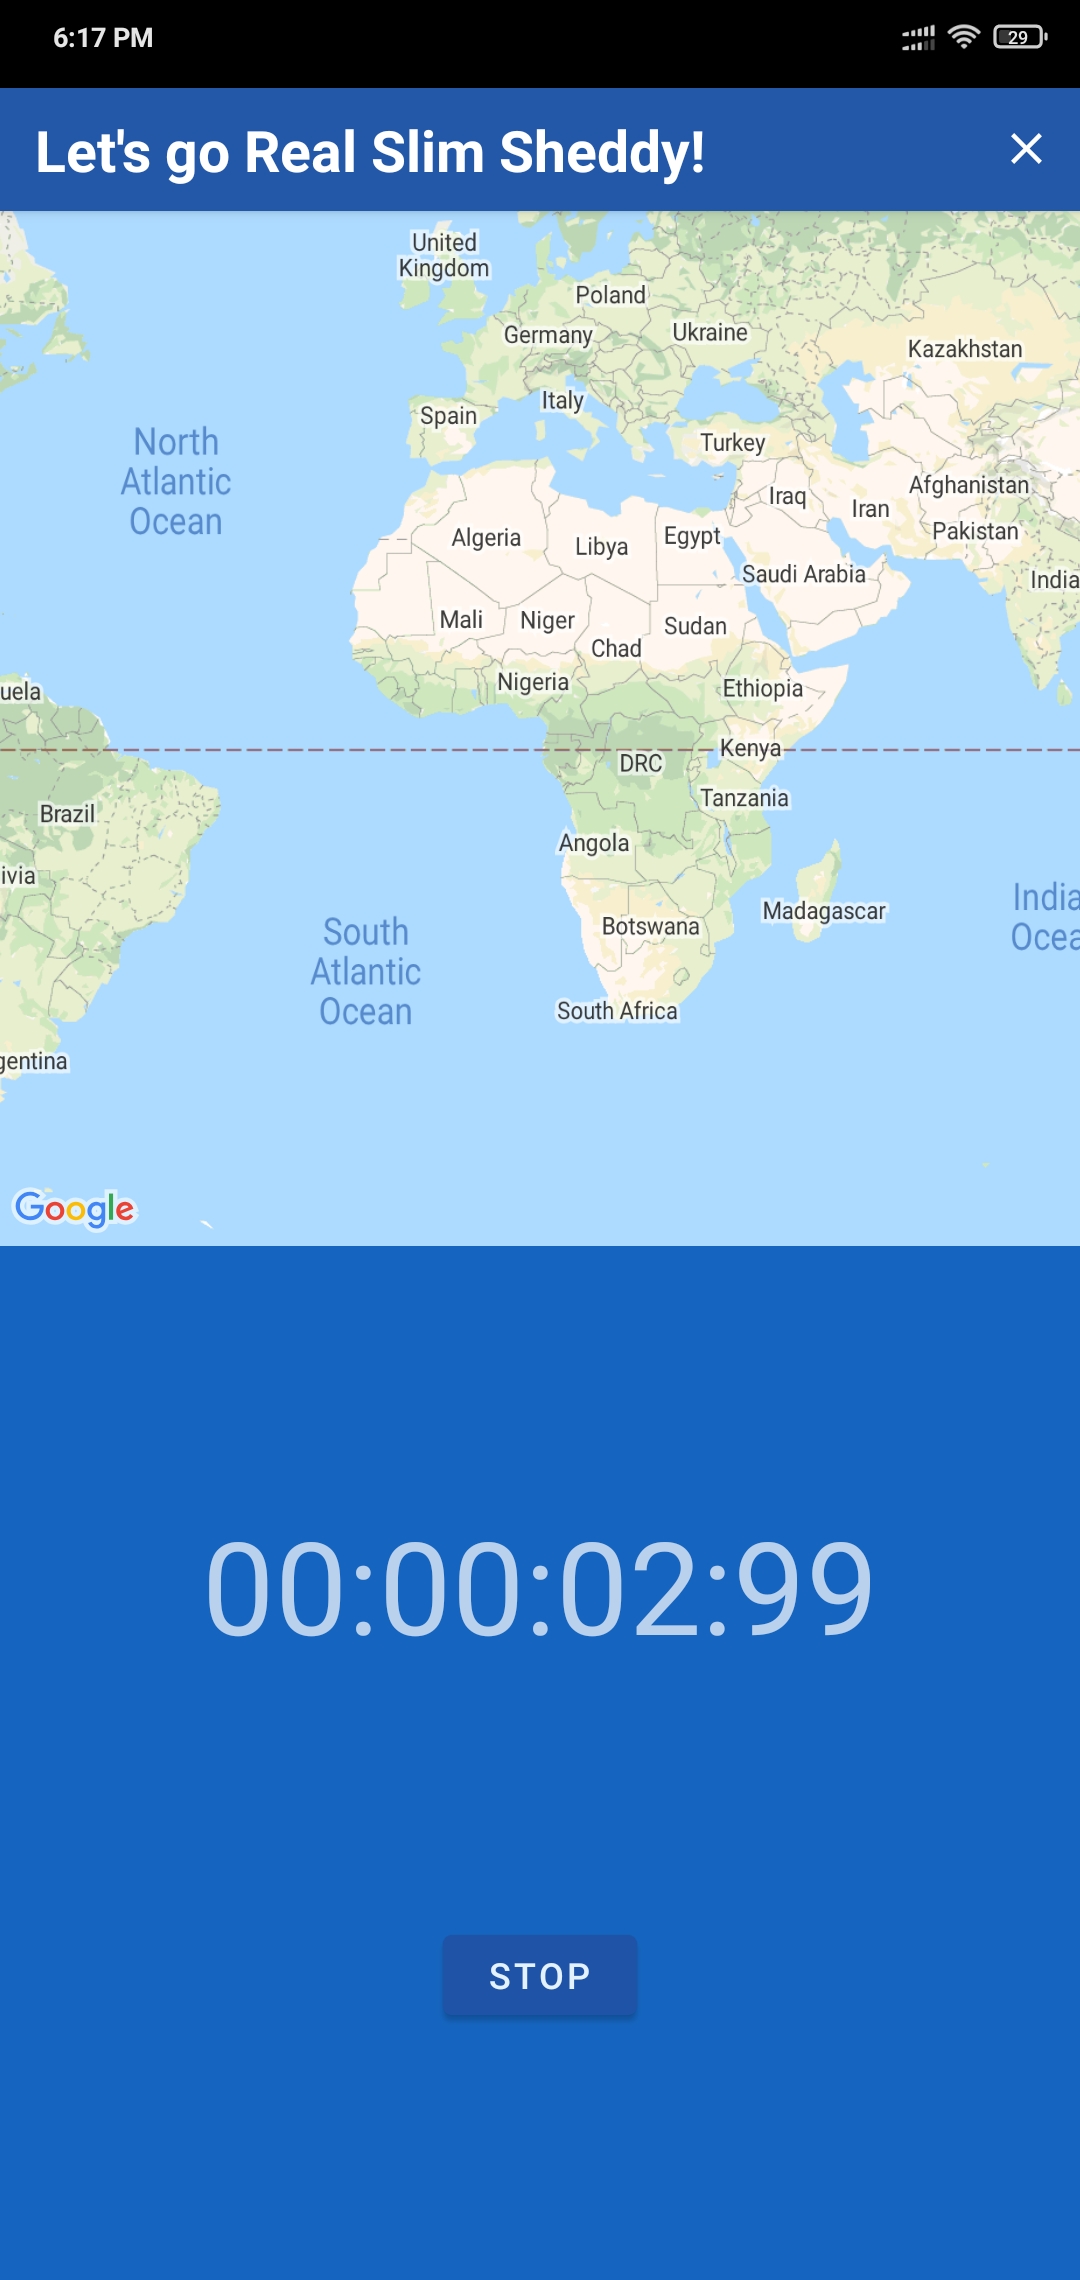 6:17 PM
29
Let's go Real Slim Sheddy!
United
Kingdom
Poland
Germany
Ukraine
Kazakhstan
Italy
Spain
Turkey
North
Atlantic
Ocean
Afghanistan
Iraq
Iran
Pakistan
Algeria
Libya
Egypt
Saudi Arabia
India
Mali
Niger
Sudan
Chad
Nigeria
Ethiopia
uela
Kenya
DRC
Tanzania
Brazil
Angola
ivia
India
Ocea
Madagascar
Botswana
South
Atlantic
Ocean
South Africa
gentina
Google
00:00:02:99
STOP